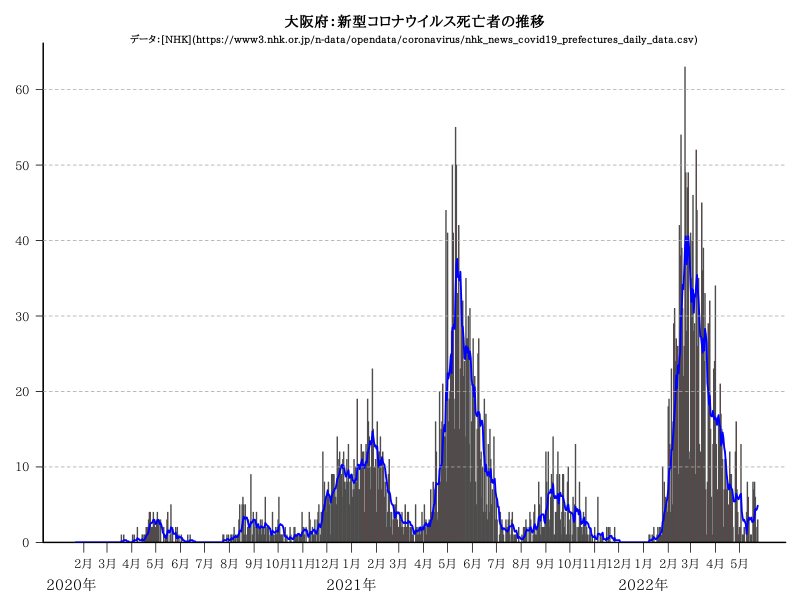 大阪府：新型コロナウイルス死亡者の推移
データ：[NHK](https://www3.nhk.or.jp/n-data/opendata/coronavirus/nhk_news_covid19_prefectures_daily_data.csv)
60
50
40
30
20
10
0
2月 3月 4月 5月 6月 7月 8月 9月 10月 11月 12月 1月 2月 3月 4月 5月 6月 7月 8月 9月 10月 11月 12月 1月 2月 3月 4月 5月
2020年 2021年 2022年